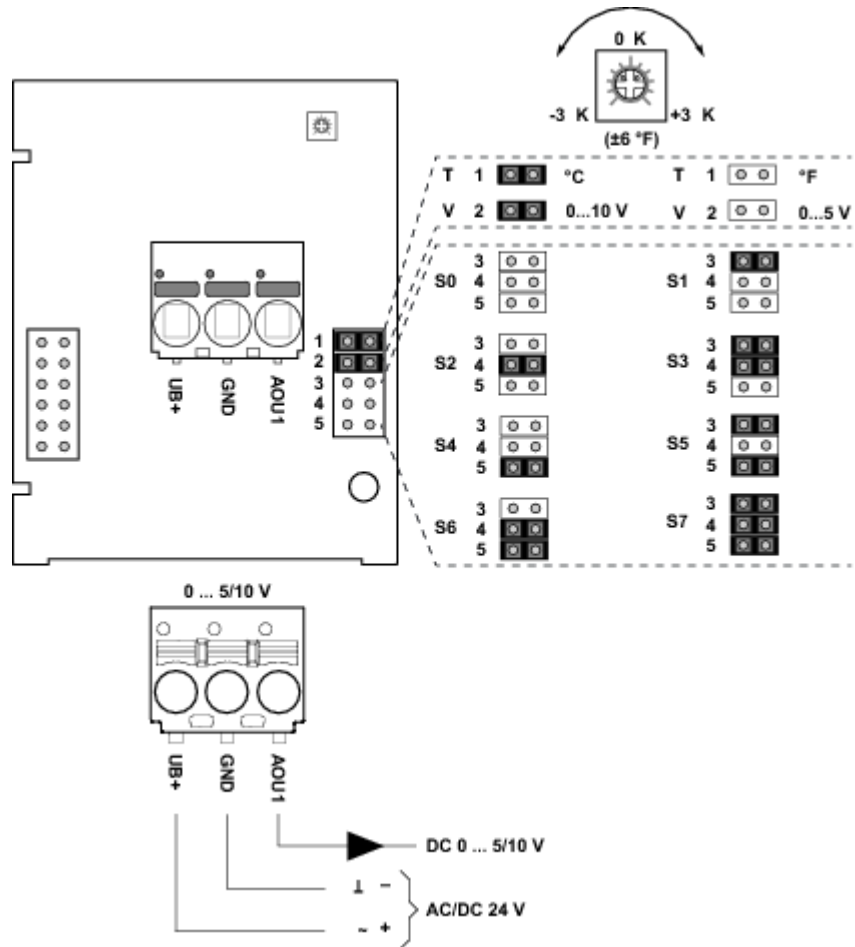 0 K
-3 K +3 K
(±6 °F)
T 1 °C T 1 °F
V 2 0...10 V V 2 0...5 V
S0 3 4 5 S1 3 4 5
S2 3 4 5 S3 3 4 5
S4 3 4 5 S5 3 4 5
S6 3 4 5 S7 3 4 5
1
2
3
4
5
UB+ GND AOU1
0 ... 5/10 V
UB+ GND AOU1
DC 0 ... 5/10 V
⊥ −
AC/DC 24 V
~ +